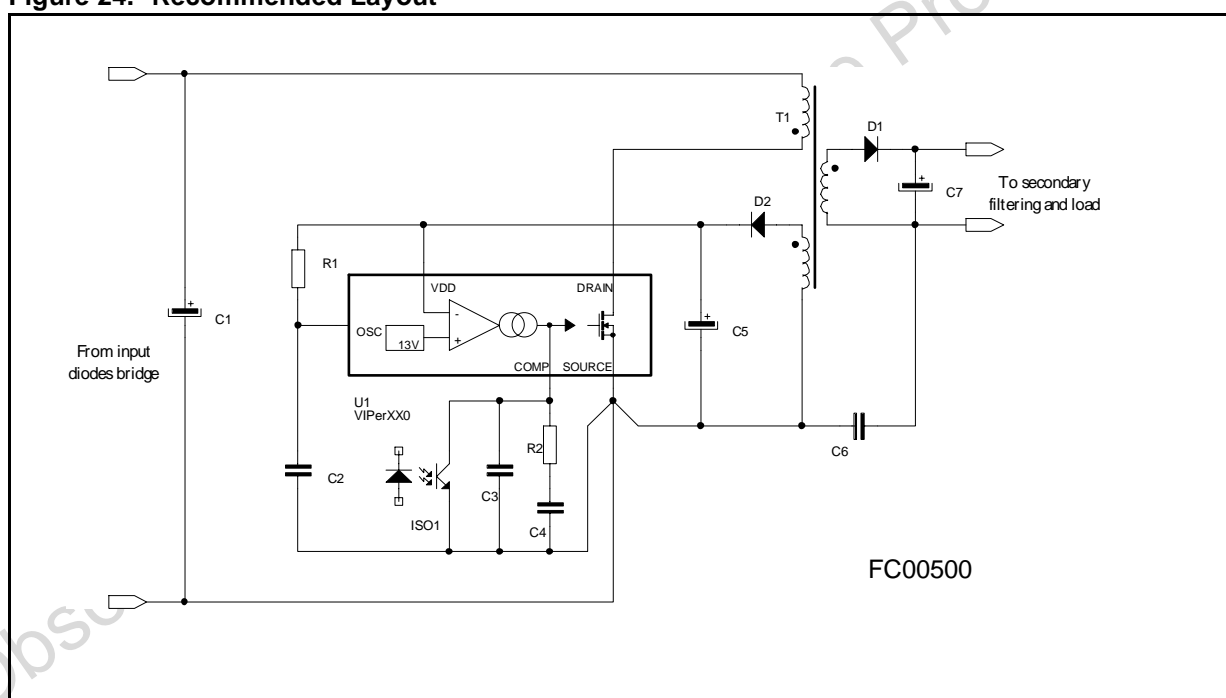 Figure 24. Recommended Layout
T1
D1
C7
To secondary
filtering and load
D2
R1
VDD
DRAIN
-
OSC
13V
+
COMP
SOURCE
C1
C5
From input
diodes bridge
U1
VIPerXX0
R2
C6
C2
C3
ISO1
C4
FC00500